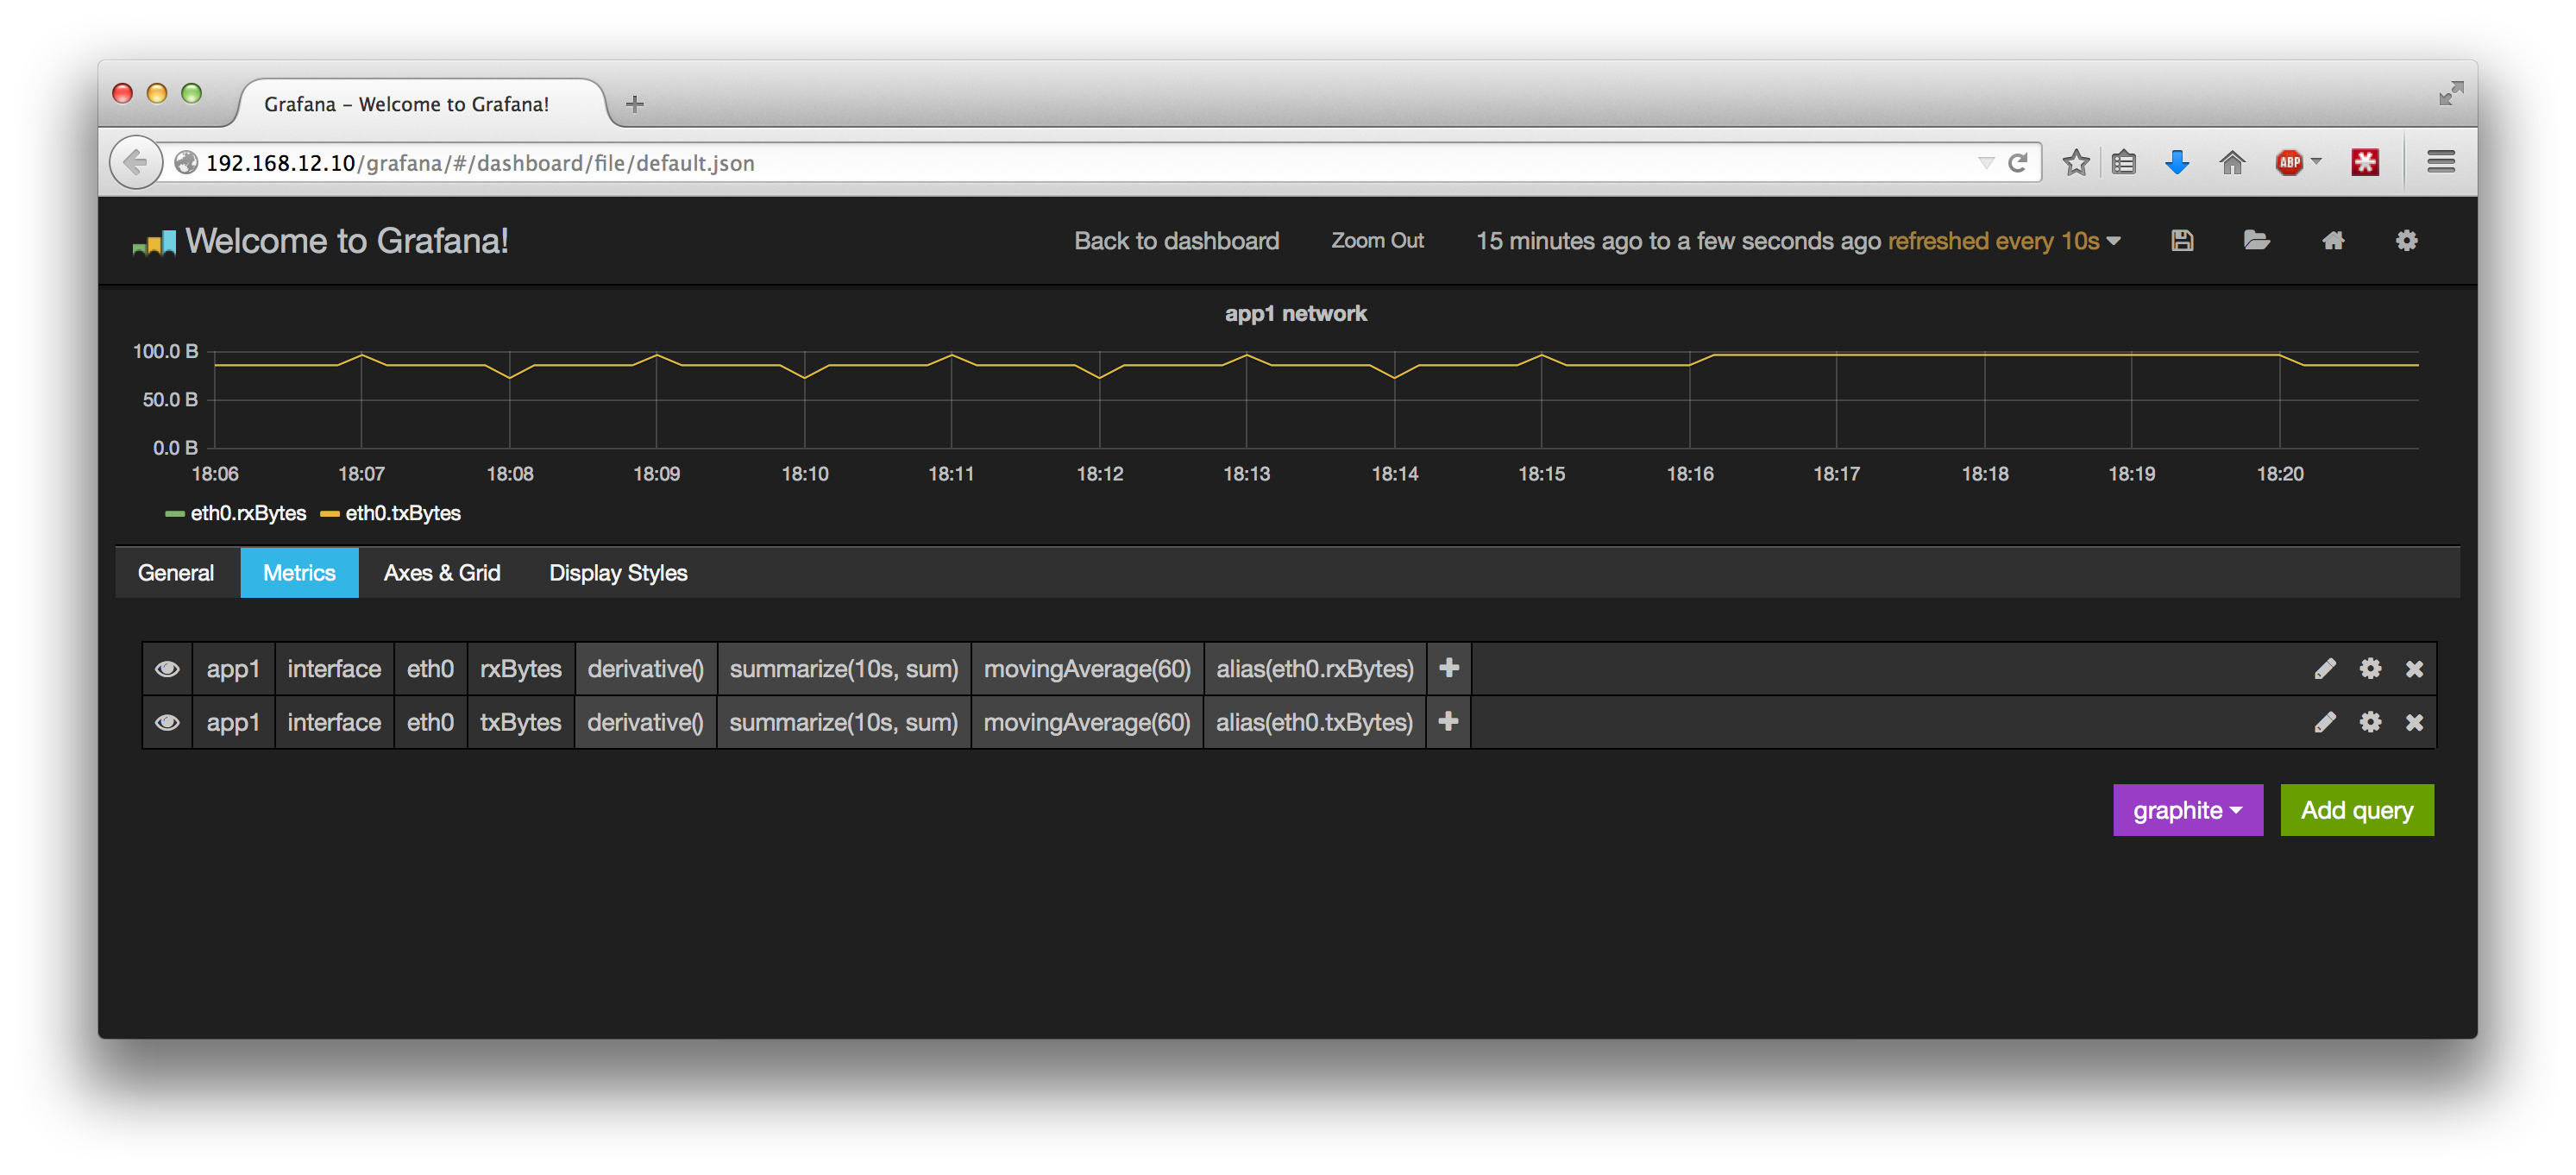 Grafana – Welcome to Grafana!
192.168.12.10/grafana/#/dashboard/file/default.json
ABP
Welcome to Grafana!
Back to dashboard Zoom Out 15 minutes ago to a few seconds ago refreshed every 10s
app1 network
100.0 B
50.0 B
0.0 B
18:06 18:07 18:08 18:09 18:10 18:11 18:12 18:13 18:14 18:15 18:16 18:17 18:18 18:19 18:20
eth0.rxBytes eth0.txBytes
General Metrics Axes & Grid Display Styles
app1 interface eth0 rxBytes derivative() summarize(10s, sum) movingAverage(60) alias(eth0.rxBytes)
app1 interface eth0 txBytes derivative() summarize(10s, sum) movingAverage(60) alias(eth0.txBytes)
graphite Add query